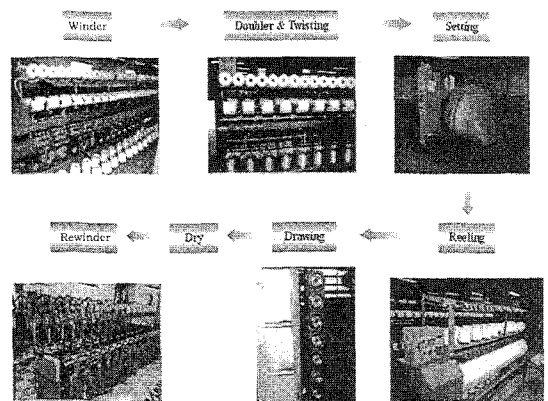 Winder
Doubler & Twisting
Setting
Rewinder
Dry
Drawing
Reeling